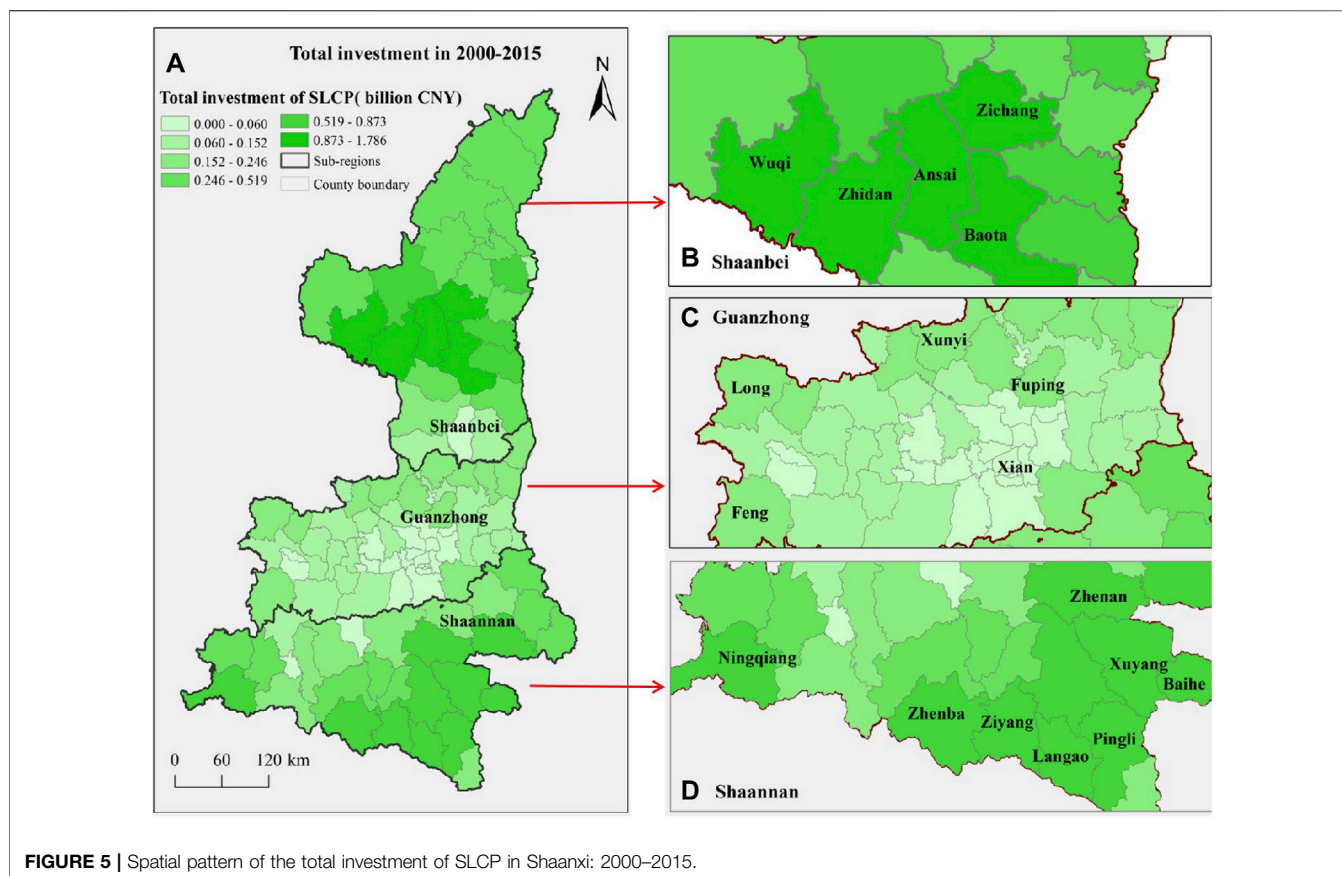 A
Total investment in 2000-2015
N
Total investment of SLCP( billion CNY)
0.000 - 0.060
0.060 - 0.152
0.152 - 0.246
0.246 - 0.519
0.519 - 0.873
0.873 - 1.786
Sub-regions
County boundary
Shaanbei
Guanzhong
Shaannan
0 60 120 km
Zichang
Wuqi
Ansai
Zhidan
Baota
B Shaanbei
C Guanzhong
Xunyi
Long
Fuping
Xian
Feng
Zhenan
Ningqiang
Xuyang
Baihe
Zhenba
Ziyang
Pingli
Langao
D Shaannan
FIGURE 5 | Spatial pattern of the total investment of SLCP in Shaanxi: 2000–2015.